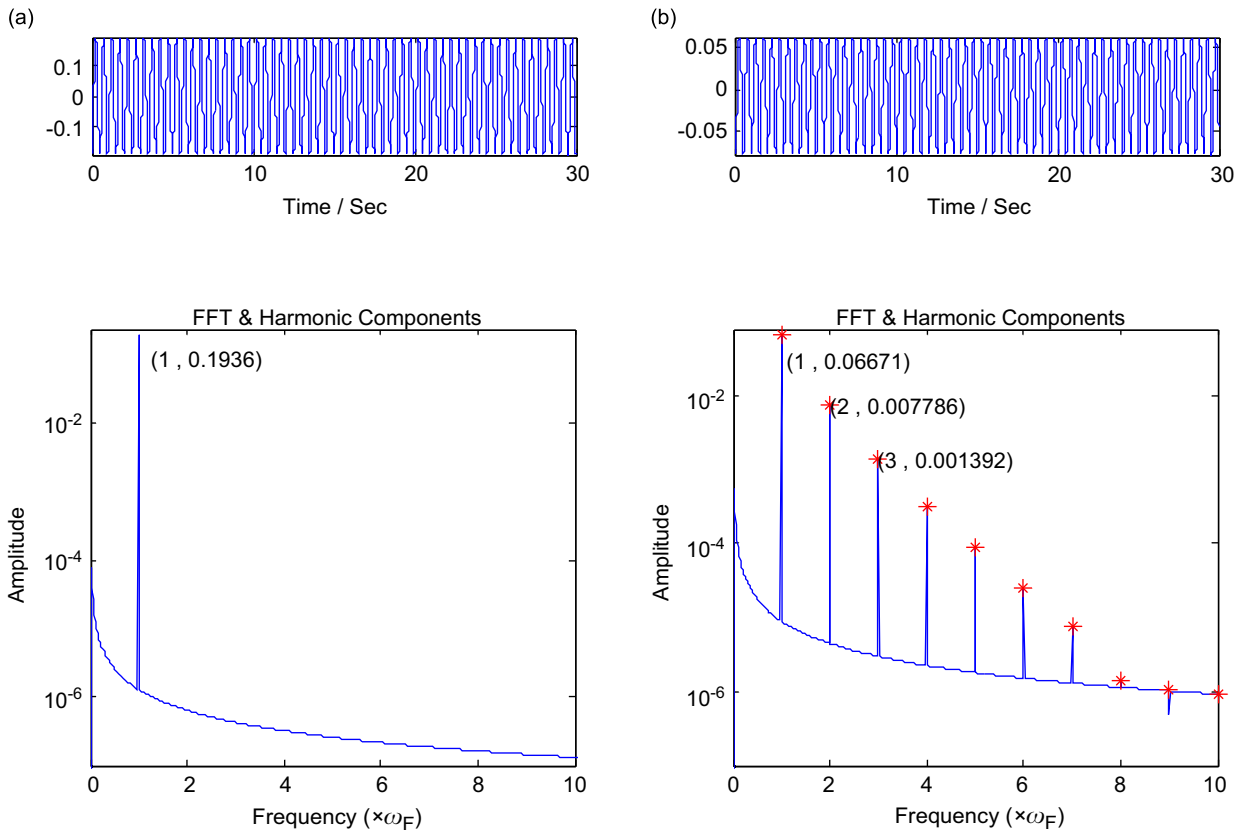 (a)
0.1
0
-0.1
0 10 20 30
Time / Sec
(b)
0.05
0
-0.05
0 10 20 30
Time / Sec
FFT & Harmonic Components
(1 , 0.1936)
10-2
10-4
10-6
Amplitude
0 2 4 6 8 10
Frequency (×ωF)
FFT & Harmonic Components
(1 , 0.06671)
(2 , 0.007786)
(3 , 0.001392)
10-2
10-4
10-6
Amplitude
0 2 4 6 8 10
Frequency (×ωF)